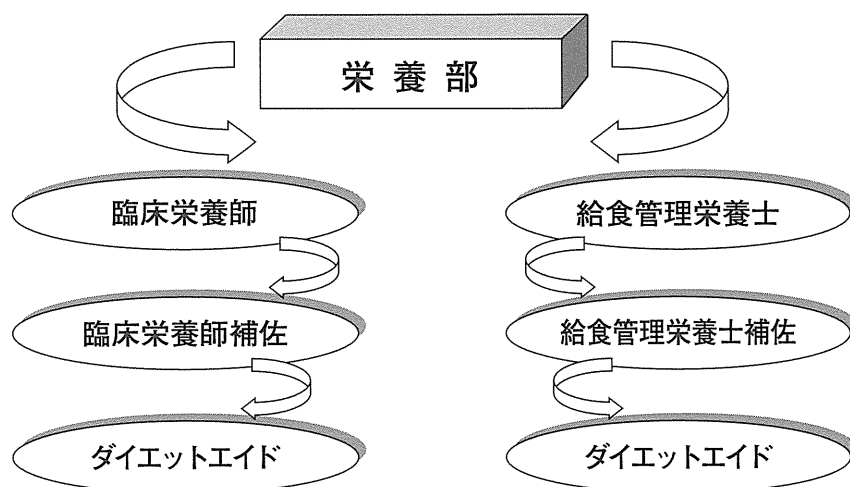 栄養部
臨床栄養師
給食管理栄養士
臨床栄養師補佐
給食管理栄養士補佐
ダイエットエイド
ダイエットエイド